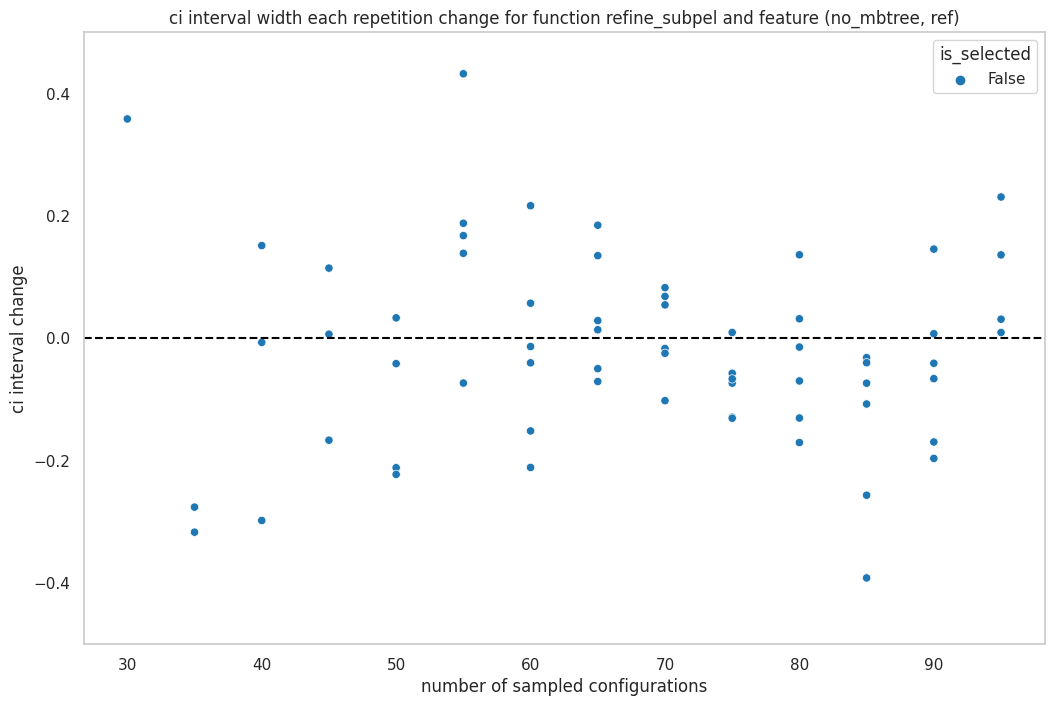 ci interval width each repetition change for function refine_subpel and feature (no_mbtree, ref)
is_selected
False
0.4
0.2
0.0
−0.2
−0.4
ci interval change
30 40 50 60 70 80 90
number of sampled configurations